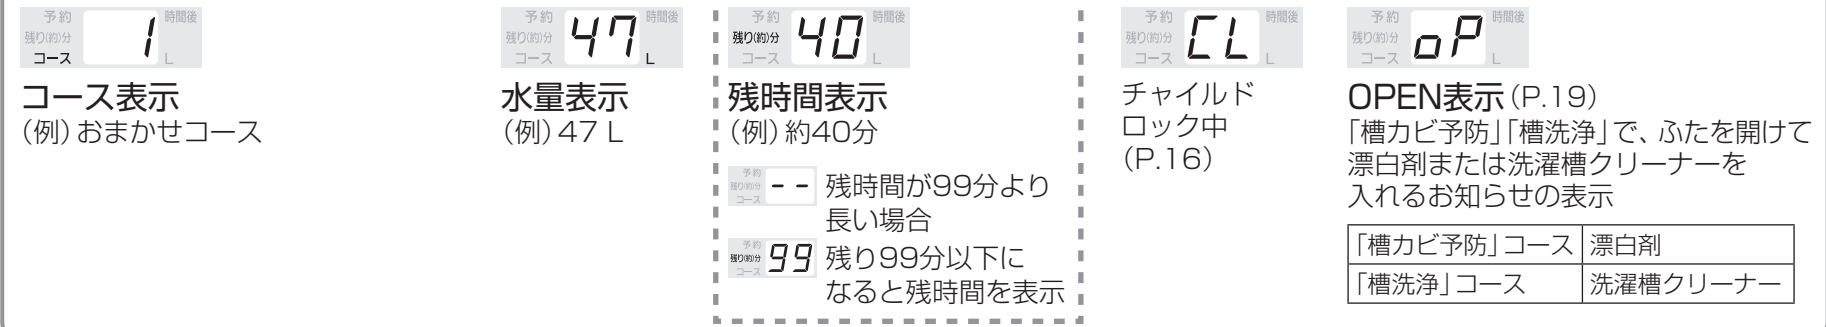 予約 時間後
残り(約)分 1
コース L
コース表示
(例)おまかせコース
予約 時間後
残り(約)分 47
コース L
水量表示
(例)47 L
予約 時間後
残り(約)分 40
コース L
残時間表示
(例)約40分
予約
残り(約)分 --
コース
残時間が99分より
長い場合
予約
残り(約)分 99
コース
残り99分以下に
なると残時間を表示
予約 時間後
残り(約)分 CL
コース L
チャイルド
ロック中
(P.16)
予約 時間後
残り(約)分 oP
コース L
OPEN表示(P.19)
「槽カビ予防」「槽洗浄」で、ふたを開けて
漂白剤または洗濯槽クリーナーを
入れるお知らせの表示
「槽カビ予防」コース 漂白剤
「槽洗浄」コース 洗濯槽クリーナー